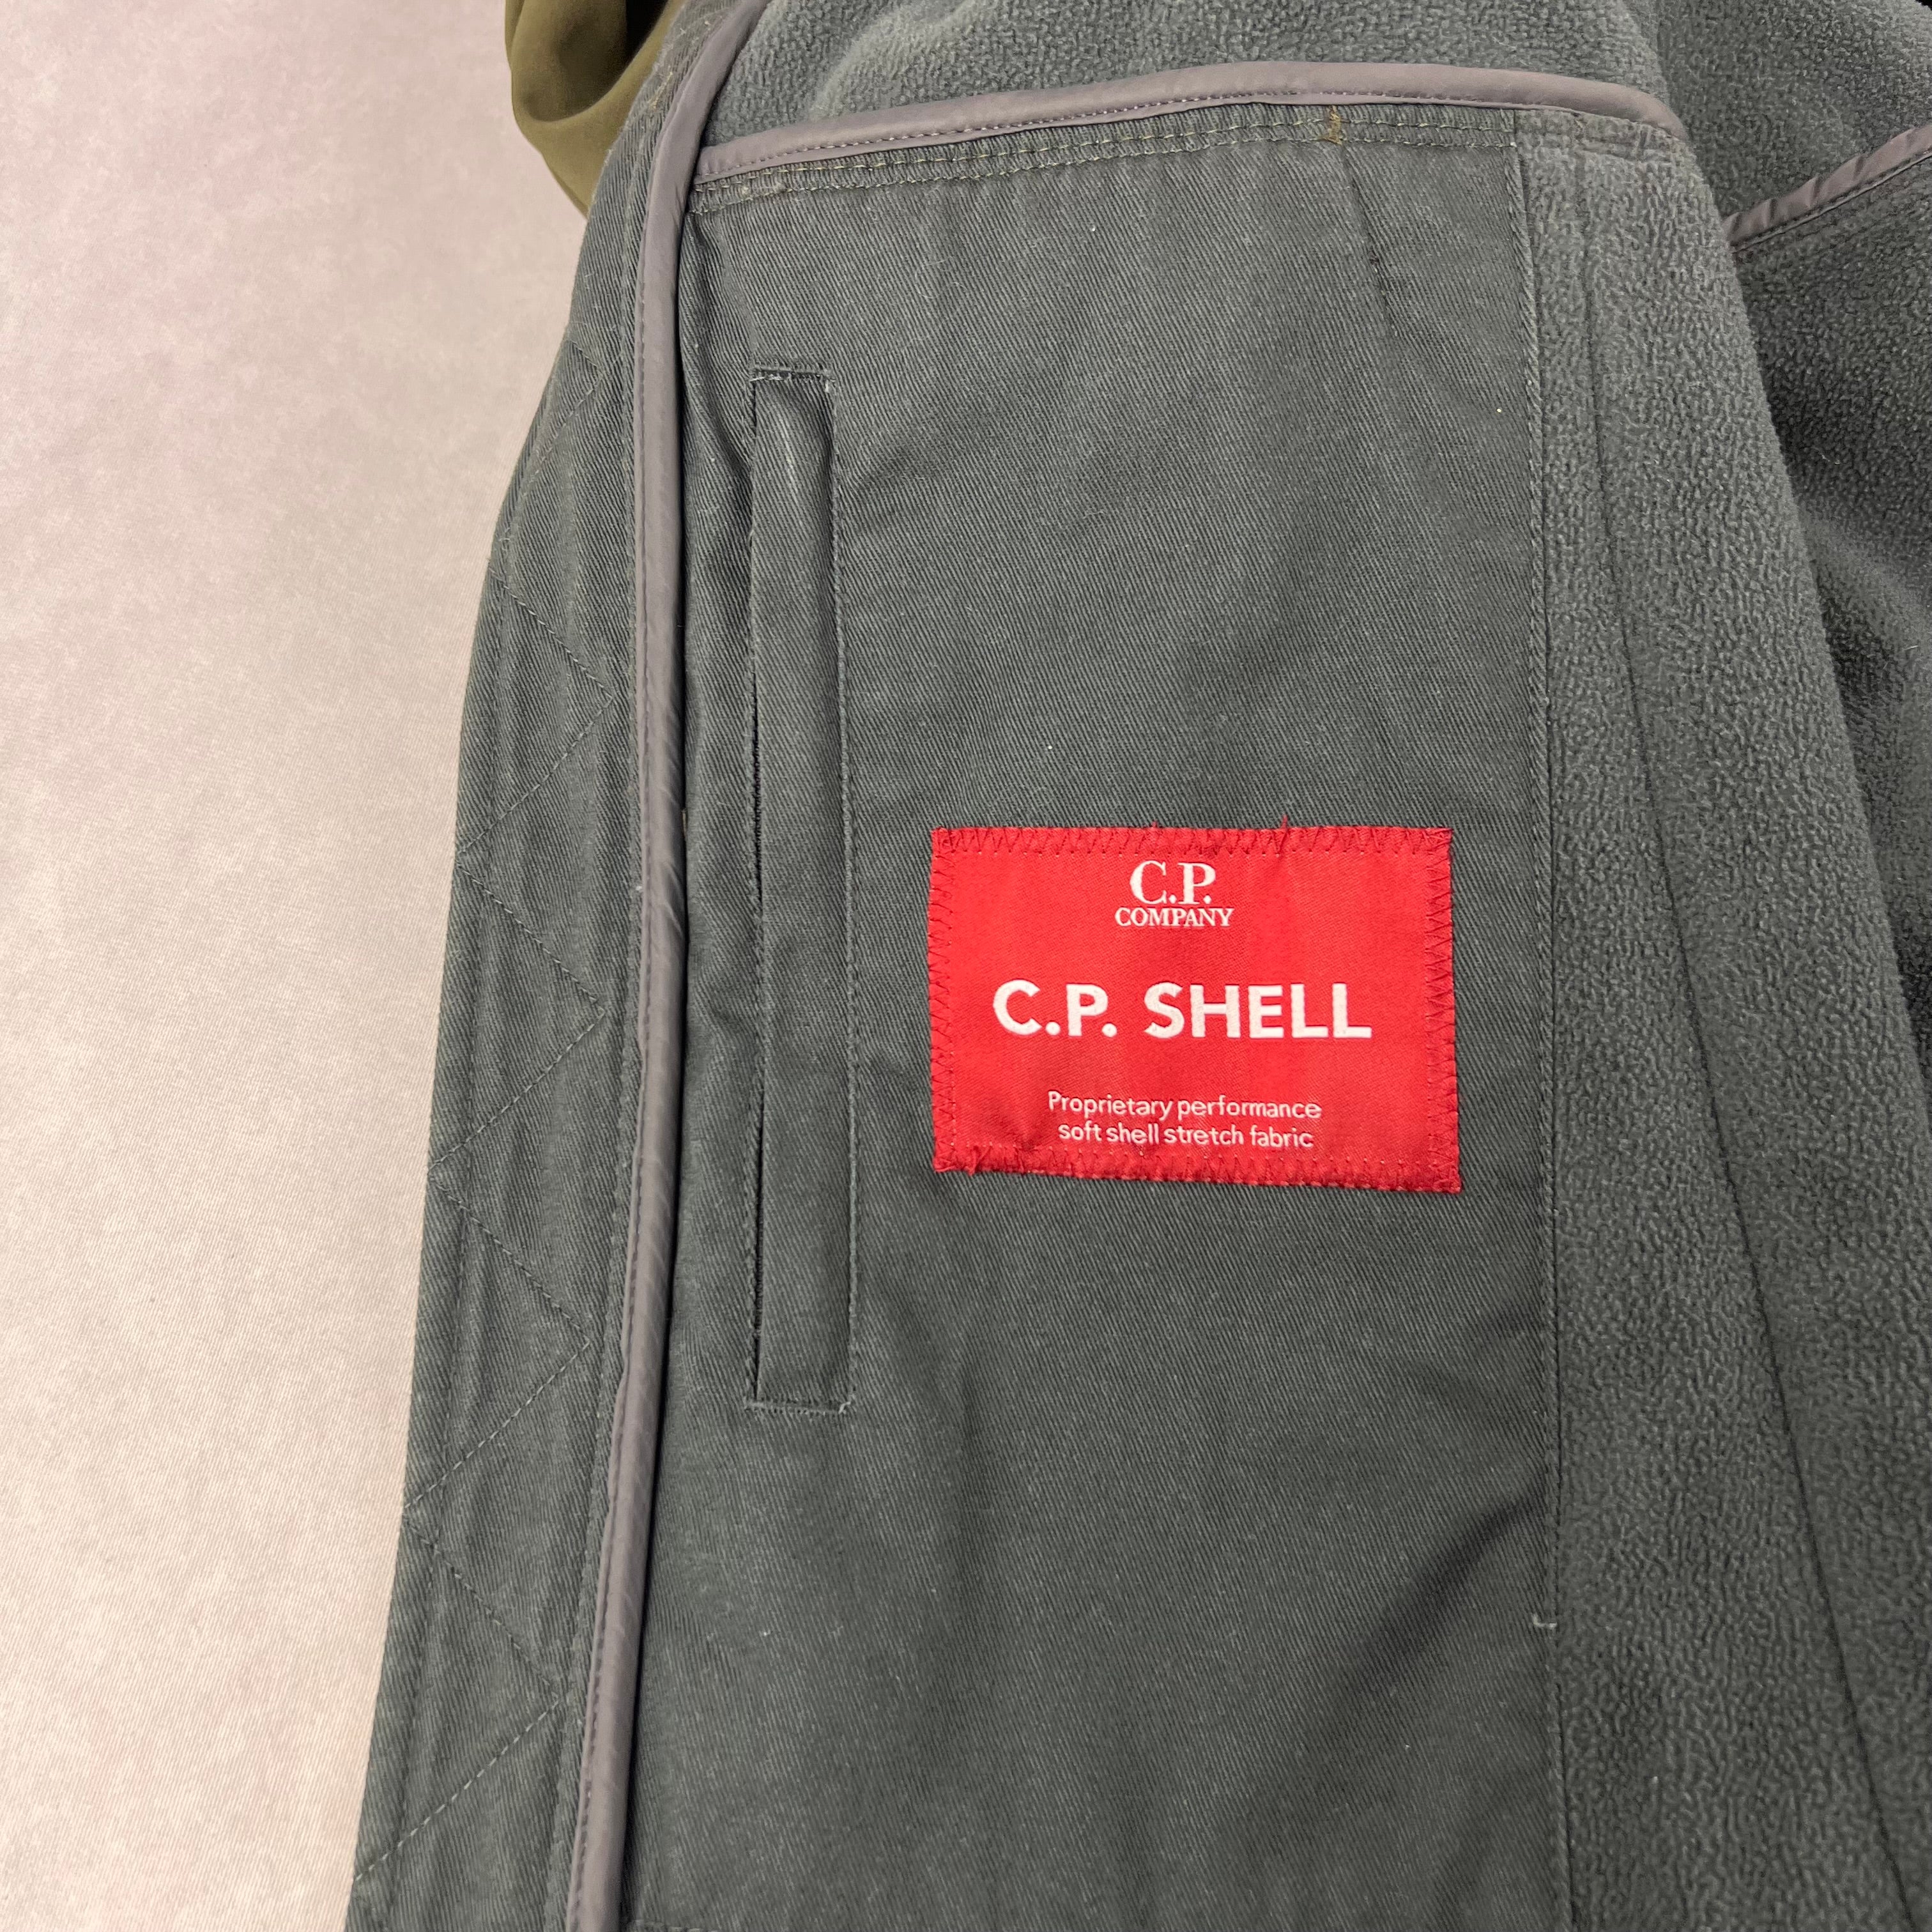 C.P.
COMPANY
C.P. SHELL
Proprietary performance
soft shell stretch fabric